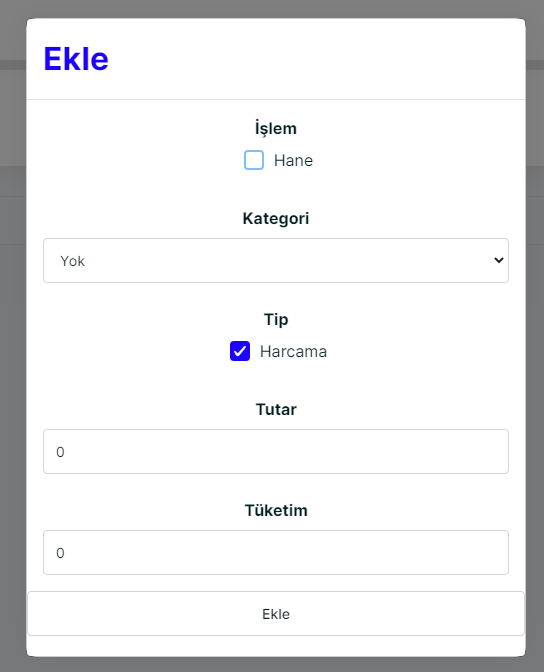 Ekle
İşlem
Hane
Kategori
Yok
Tip
Harcama
Tutar
0
Tüketim
0
Ekle